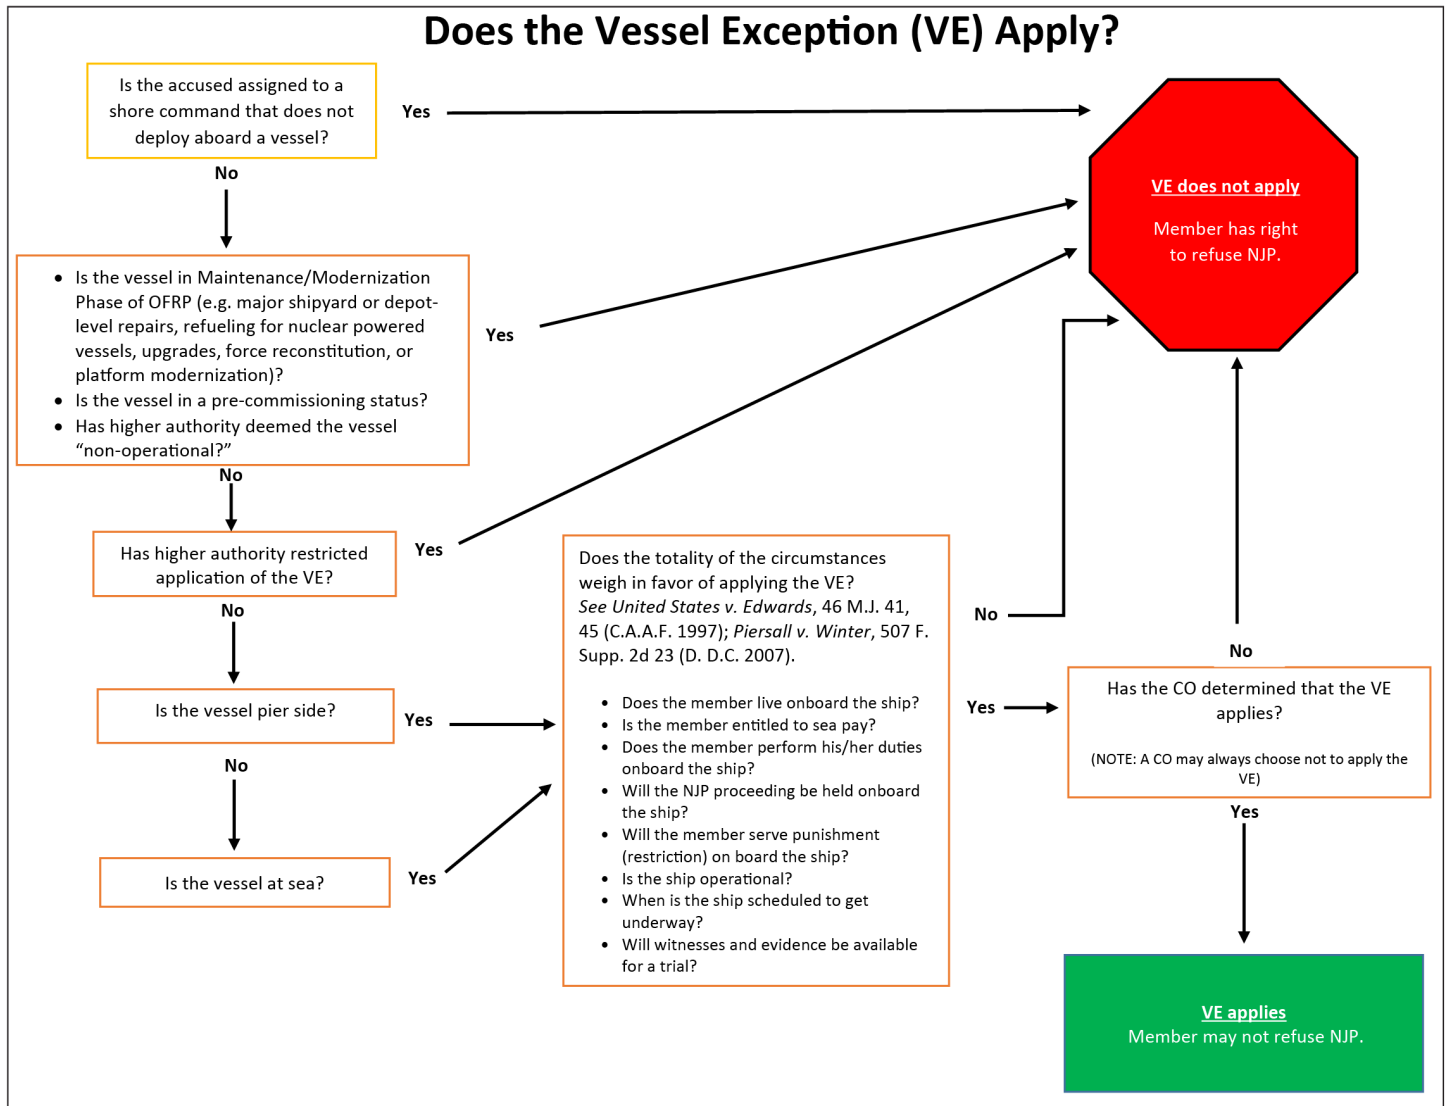 Does the Vessel Exception (VE) Apply?
Is the accused assigned to a
shore command that does not
deploy aboard a vessel?
Yes
No
VE does not apply
Member has right
to refuse NJP.
• Is the vessel in Maintenance/Modernization
Phase of OFRP (e.g. major shipyard or depot-
level repairs, refueling for nuclear powered
vessels, upgrades, force reconstitution, or
platform modernization)?
• Is the vessel in a pre-commissioning status?
• Has higher authority deemed the vessel
“non-operational?”
Yes
No
Has higher authority restricted
application of the VE?
Yes
No
Is the vessel pier side?
Yes
No
Is the vessel at sea?
Yes
Does the totality of the circumstances
weigh in favor of applying the VE?
See United States v. Edwards, 46 M.J. 41,
45 (C.A.A.F. 1997); Piersall v. Winter, 507 F.
Supp. 2d 23 (D. D.C. 2007).
• Does the member live onboard the ship?
• Is the member entitled to sea pay?
• Does the member perform his/her duties
onboard the ship?
• Will the NJP proceeding be held onboard
the ship?
• Will the member serve punishment
(restriction) on board the ship?
• Is the ship operational?
• When is the ship scheduled to get
underway?
• Will witnesses and evidence be available
for a trial?
No
Yes
No
Has the CO determined that the VE
applies?
(NOTE: A CO may always choose not to apply the
VE)
Yes
VE applies
Member may not refuse NJP.